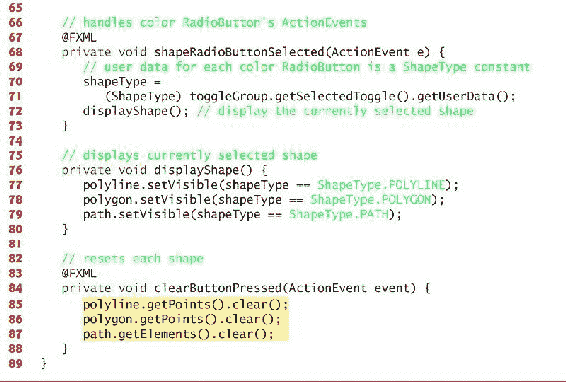 65
66 // handles color RadioButton's ActionEvents
67 @FXML
68 private void shapeRadioButtonSelected(ActionEvent e) {
69 // user data for each color RadioButton is a ShapeType constant
70 shapeType =
71 (ShapeType) toggleGroup.getSelectedToggle().getUserData();
72 displayShape(); // display the currently selected shape
73 }
74
75 // displays currently selected shape
76 private void displayShape() {
77 polyline.setVisible(shapeType == ShapeType.POLYLINE);
78 polygon.setVisible(shapeType == ShapeType.POLYGON);
79 path.setVisible(shapeType == ShapeType.PATH);
80 }
81
82 // resets each shape
83 @FXML
84 private void clearButtonPressed(ActionEvent event) {
85 polyline.getPoints().clear();
86 polygon.getPoints().clear();
87 path.getElements().clear();
88 }
89 }